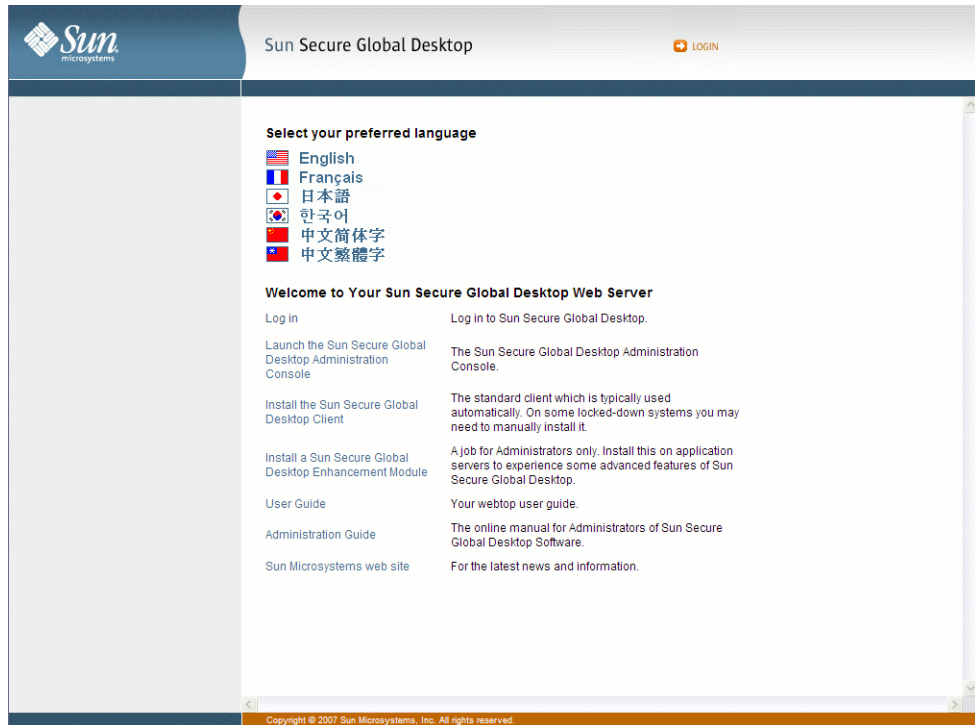 Sun
microsystems
Sun Secure Global Desktop
LOGIN
Select your preferred language
English
Français
日本語
한국어
中文简体字
中文繁體字
Welcome to Your Sun Secure Global Desktop Web Server
Log in
Log in to Sun Secure Global Desktop.
Launch the Sun Secure Global
Desktop Administration
Console
The Sun Secure Global Desktop Administration
Console.
Install the Sun Secure Global
Desktop Client
The standard client which is typically used
automatically. On some locked-down systems you may
need to manually install it.
Install a Sun Secure Global
Desktop Enhancement Module
A job for Administrators only. Install this on application
servers to experience some advanced features of Sun
Secure Global Desktop.
User Guide
Your webtop user guide.
Administration Guide
The online manual for Administrators of Sun Secure
Global Desktop Software.
Sun Microsystems web site
For the latest news and information.
Copyright © 2007 Sun Microsystems, Inc. All rights reserved.